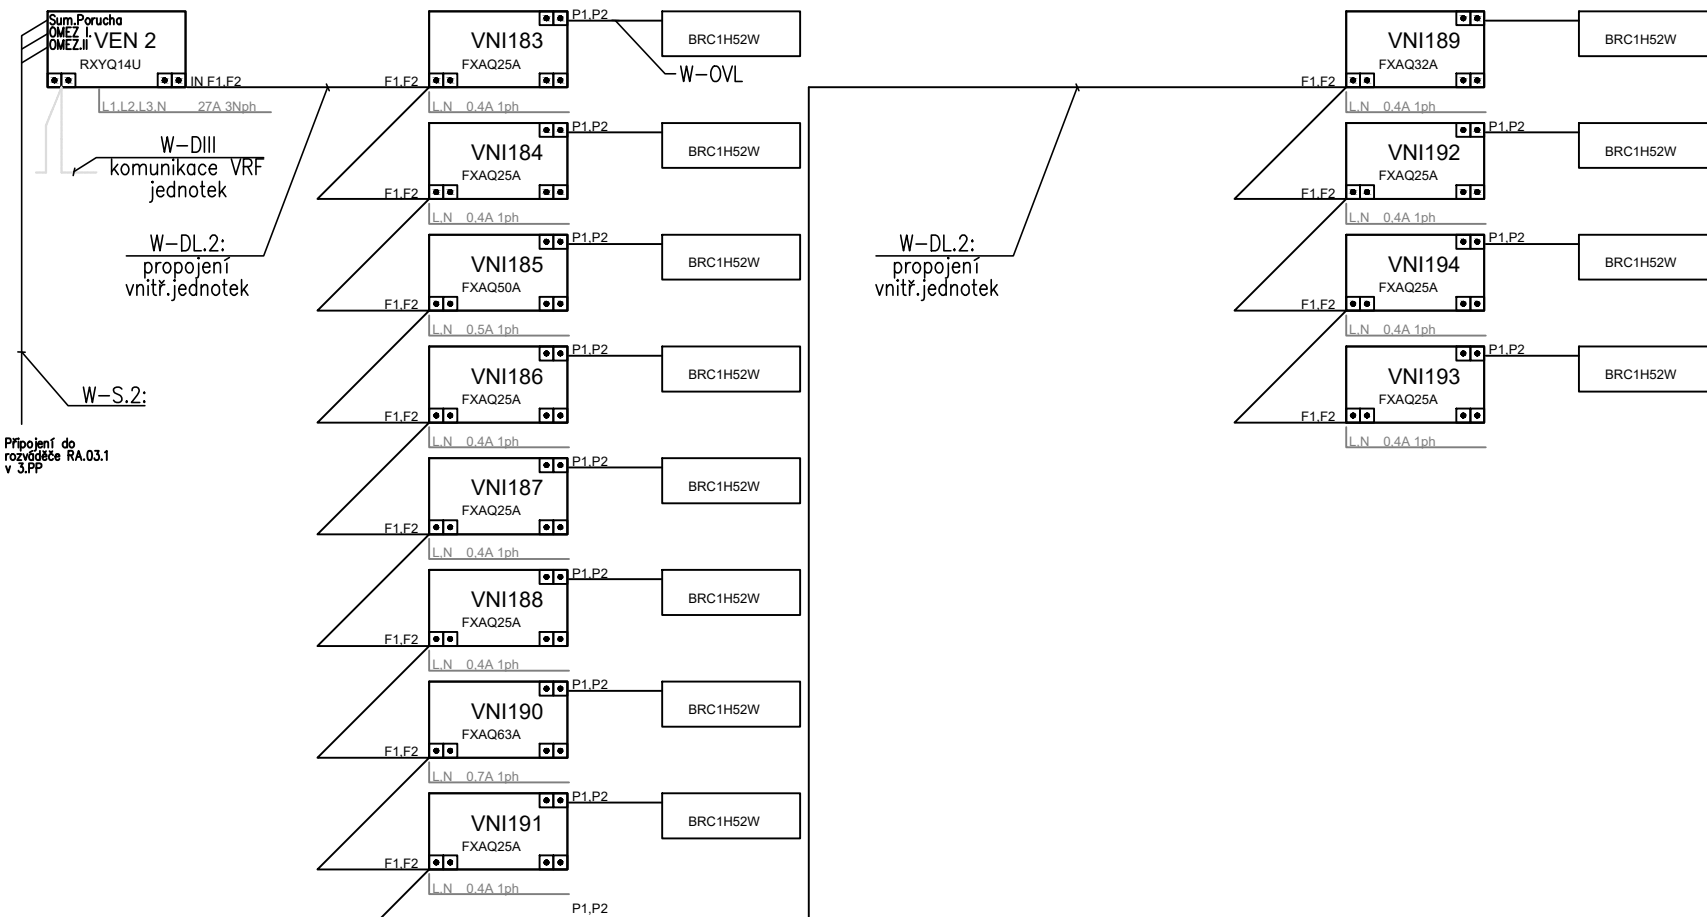 Sum.Porucha
OMEZ I.
OMEZ.II
VEN 2
RXYQ14U
IN F1,F2
L1,L2,L3,N 27A 3Nph
W-DIII
komunikace VRF
jednotek
W-DL.2:
propojení
vnitř.jednotek
W-S.2:
Připojení do
rozváděče RA.03.1
v 3.PP
VNI183
FXAQ25A
P1,P2
BRC1H52W
W-OVL
F1,F2
L,N 0,4A 1ph
VNI184
FXAQ25A
P1,P2
BRC1H52W
F1,F2
L,N 0,4A 1ph
VNI185
FXAQ50A
P1,P2
BRC1H52W
F1,F2
L,N 0,5A 1ph
VNI186
FXAQ25A
P1,P2
BRC1H52W
F1,F2
L,N 0,4A 1ph
VNI187
FXAQ25A
P1,P2
BRC1H52W
F1,F2
L,N 0,4A 1ph
VNI188
FXAQ25A
P1,P2
BRC1H52W
F1,F2
L,N 0,4A 1ph
VNI190
FXAQ63A
P1,P2
BRC1H52W
F1,F2
L,N 0,7A 1ph
VNI191
FXAQ25A
P1,P2
BRC1H52W
F1,F2
L,N 0,4A 1ph
P1,P2
W-DL.2:
propojení
vnitř.jednotek
VNI189
FXAQ32A
BRC1H52W
F1,F2
L,N 0,4A 1ph
VNI192
FXAQ25A
P1,P2
BRC1H52W
F1,F2
L,N 0,4A 1ph
VNI194
FXAQ25A
P1,P2
BRC1H52W
F1,F2
L,N 0,4A 1ph
VNI193
FXAQ25A
P1,P2
BRC1H52W
F1,F2
L,N 0,4A 1ph